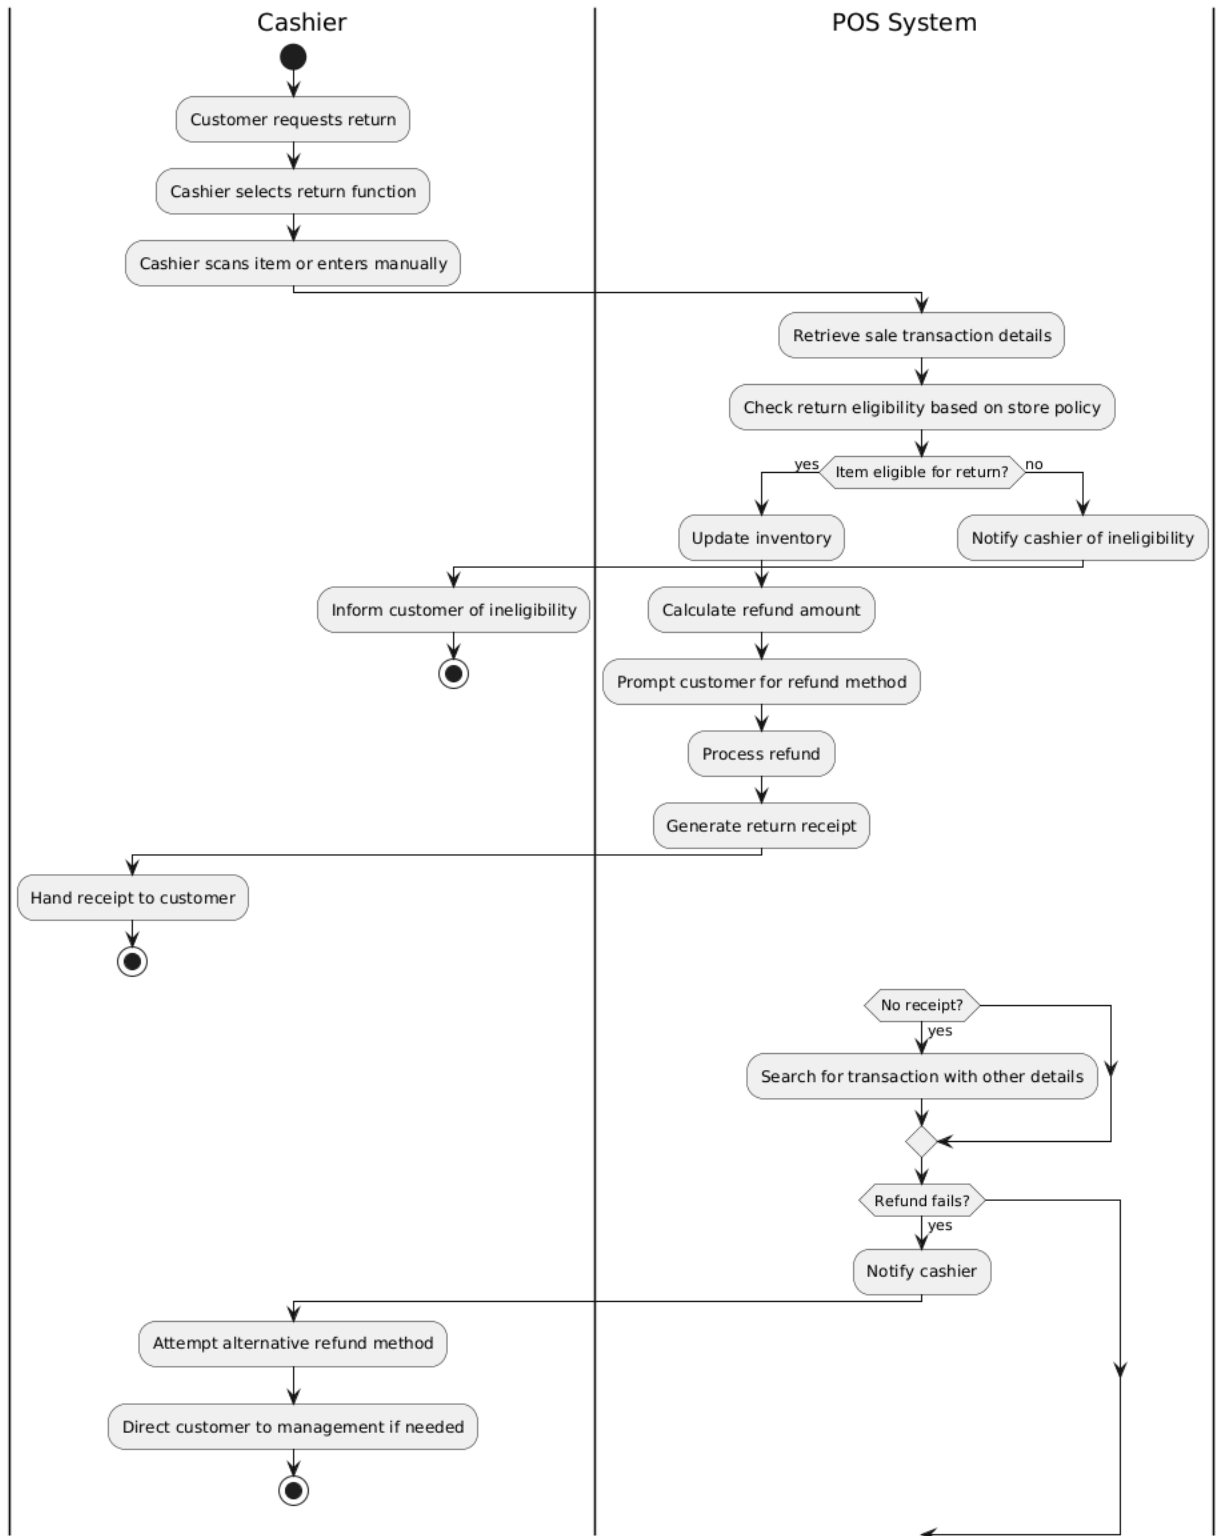 Cashier
POS System
Customer requests return
Cashier selects return function
Cashier scans item or enters manually
Retrieve sale transaction details
Check return eligibility based on store policy
yes
Item eligible for return?
no
Update inventory
Notify cashier of ineligibility
Inform customer of ineligibility
Calculate refund amount
Prompt customer for refund method
Process refund
Generate return receipt
Hand receipt to customer
No receipt?
yes
Search for transaction with other details
Refund fails?
yes
Notify cashier
Attempt alternative refund method
Direct customer to management if needed